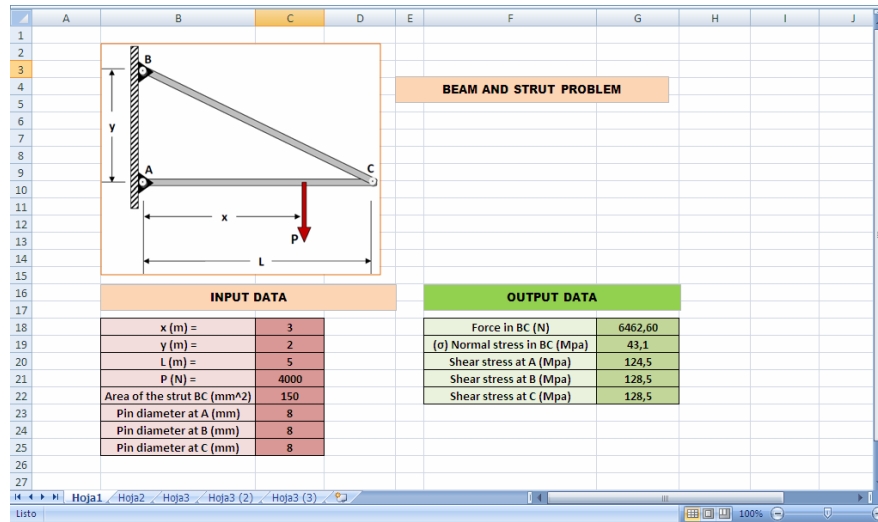 A B C D E F G H I J
1
2
3
4
5
6
7
8
9
10
11
12
13
14
15
16
17
18
19
20
21
22
23
24
25
26
27
B
y
A
C
x
P
L
BEAM AND STRUT PROBLEM
INPUT DATA
x (m) = 3
y (m) = 2
L (m) = 5
P (N) = 4000
Area of the strut BC (mm^2) 150
Pin diameter at A (mm) 8
Pin diameter at B (mm) 8
Pin diameter at C (mm) 8
OUTPUT DATA
Force in BC (N) 6462,60
(σ) Normal stress in BC (Mpa) 43,1
Shear stress at A (Mpa) 124,5
Shear stress at B (Mpa) 128,5
Shear stress at C (Mpa) 128,5
Hoja1 Hoja2 Hoja3 Hoja3 (2) Hoja3 (3)
Listo 100%